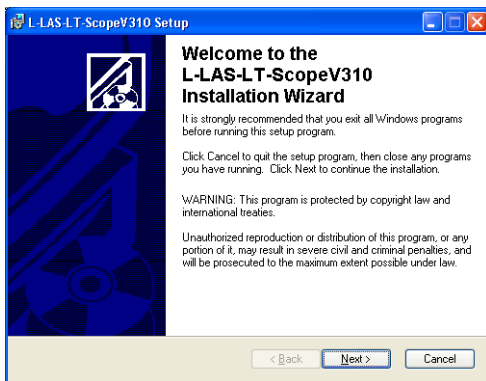 L-LAS-LT-ScopeV310 Setup
Welcome to the
L-LAS-LT-ScopeV310
Installation Wizard
It is strongly recommended that you exit all Windows programs
before running this setup program.
Click Cancel to quit the setup program, then close any programs
you have running. Click Next to continue the installation.
WARNING: This program is protected by copyright law and
international treaties.
Unauthorized reproduction or distribution of this program, or any
portion of it, may result in severe civil and criminal penalties, and
will be prosecuted to the maximum extent possible under law.
< Back Next > Cancel